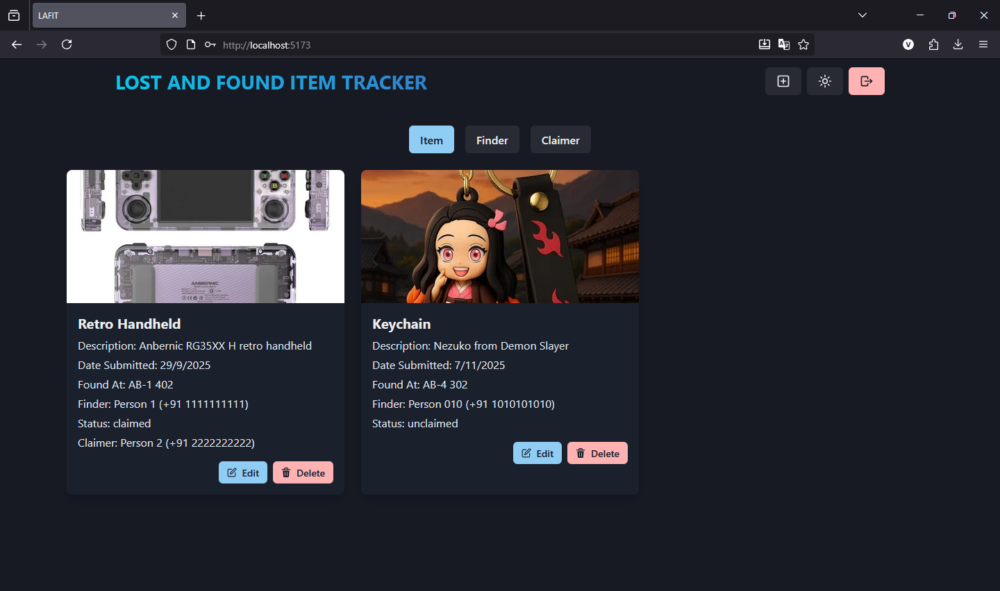 LAFIT
http://localhost:5173
V
LOST AND FOUND ITEM TRACKER
Item
Finder
Claimer
Y
B
ANBERNIC
Retro Handheld
Description: Anbernic RG35XX H retro handheld
Date Submitted: 29/9/2025
Found At: AB-1 402
Finder: Person 1 (+91 1111111111)
Status: claimed
Claimer: Person 2 (+91 2222222222)
Edit
Delete
Keychain
Description: Nezuko from Demon Slayer
Date Submitted: 7/11/2025
Found At: AB-4 302
Finder: Person 010 (+91 1010101010)
Status: unclaimed
Edit
Delete